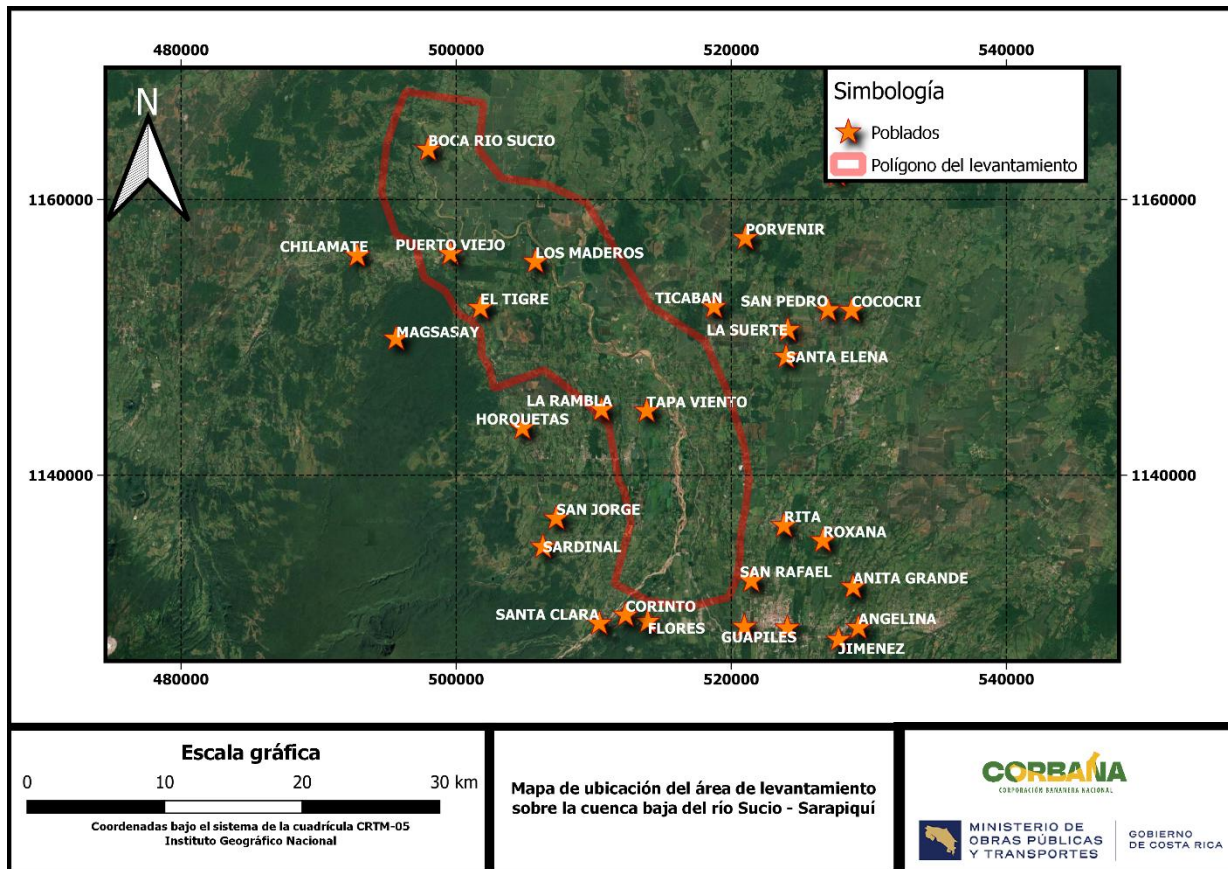 480000
500000
520000
540000
N
Simbología
Poblados
Polígono del levantamiento
1160000
1160000
1140000
1140000
BOCA RIO SUCIO
PORVENIR
CHILAMATE
PUERTO VIEJO
LOS MADEROS
EL TIGRE
TICABAN
SAN PEDRO
COCOCRI
LA SUERTE
MAGSASAY
SANTA ELENA
LA RAMBLA
TAPA VIENTO
HORQUETAS
SAN JORGE
RITA
SARDINAL
ROXANA
SAN RAFAEL
ANITA GRANDE
SANTA CLARA
CORINTO
FLORES
GUAPILES
ANGELINA
JIMENEZ
480000
500000
520000
540000
Escala gráfica
0 10 20 30 km
Coordenadas bajo el sistema de la cuadrícula CRTM-05
Instituto Geográfico Nacional
Mapa de ubicación del área de levantamiento
sobre la cuenca baja del río Sucio - Sarapiquí
CORBANA
CORPORACIÓN BANANERA NACIONAL
MINISTERIO DE
OBRAS PÚBLICAS
Y TRANSPORTES
GOBIERNO
DE COSTA RICA